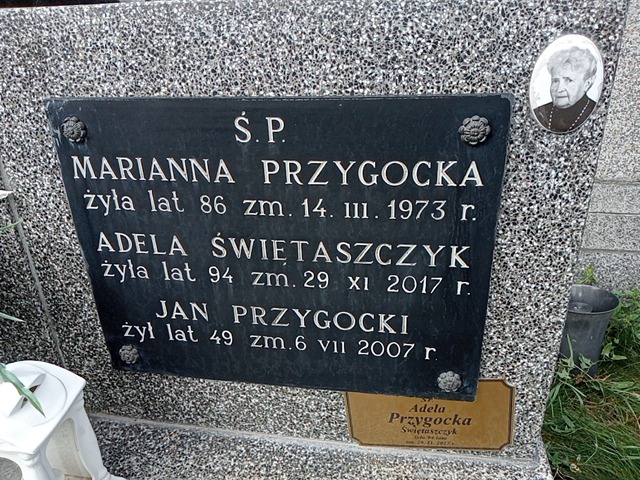 Ś.P.
MARIANNA PRZYGOCKA
żyła lat 86 zm. 14. III. 1973 r.
ADELA ŚWIĘTASZCZYK
żyła lat 94 zm. 29 XI 2017 r.
JAN PRZYGOCKI
żył lat 49 zm. 6 VII 2007 r.
Adela
Przygocka
Świętaszczyk